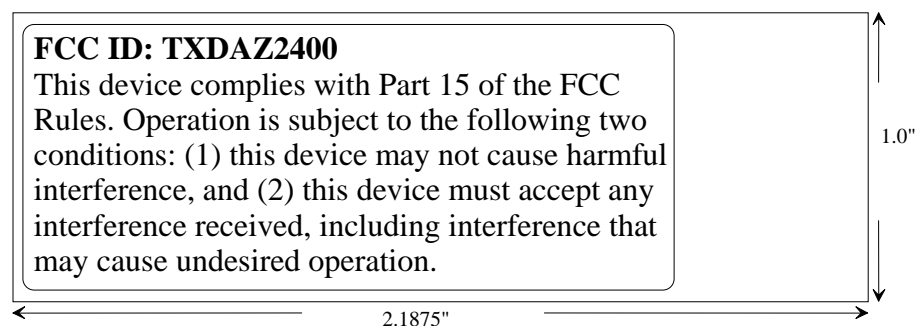 FCC ID: TXDAZ2400
This device complies with Part 15 of the FCC
Rules. Operation is subject to the following two
conditions: (1) this device may not cause harmful
interference, and (2) this device must accept any
interference received, including interference that
may cause undesired operation.
1.0"
2.1875"